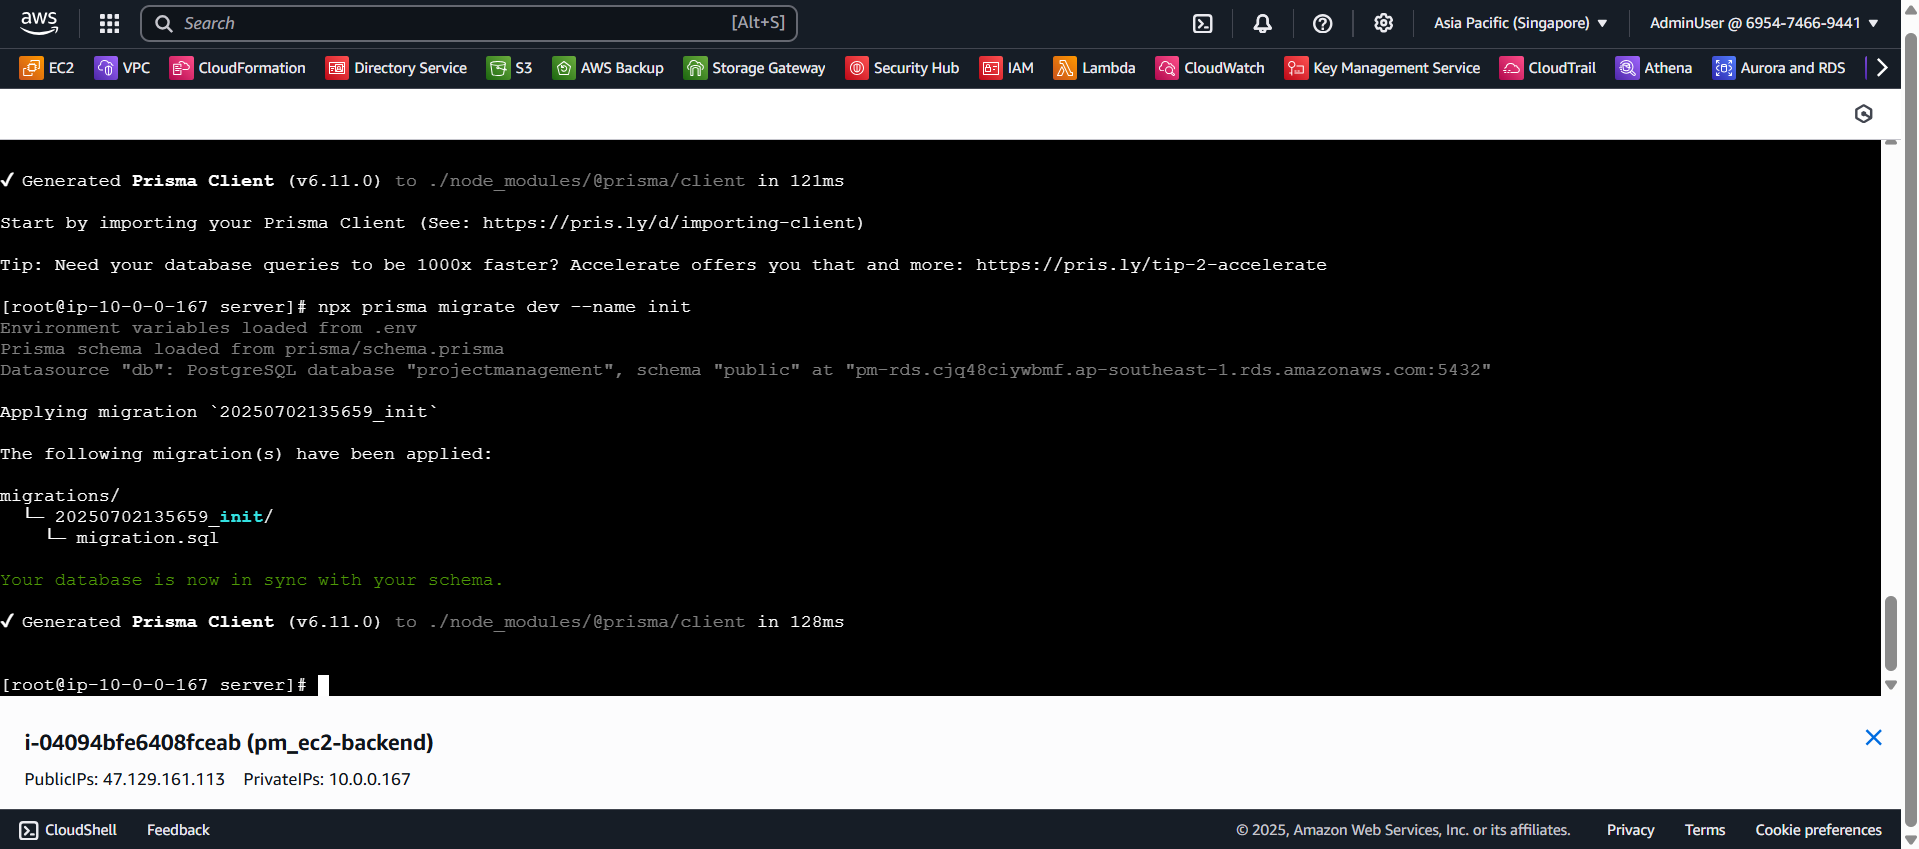 aws
Search [Alt+S] Asia Pacific (Singapore) AdminUser @ 6954-7466-9441
EC2 VPC CloudFormation Directory Service S3 AWS Backup Storage Gateway Security Hub IAM Lambda CloudWatch Key Management Service CloudTrail Athena Aurora and RDS
✓ Generated Prisma Client (v6.11.0) to ./node_modules/@prisma/client in 121ms
Start by importing your Prisma Client (See: https://pris.ly/d/importing-client)
Tip: Need your database queries to be 1000x faster? Accelerate offers you that and more: https://pris.ly/tip-2-accelerate
[root@ip-10-0-0-167 server]# npx prisma migrate dev --name init
Environment variables loaded from .env
Prisma schema loaded from prisma/schema.prisma
Datasource "db": PostgreSQL database "projectmanagement", schema "public" at "pm-rds.cjq48ciywbmf.ap-southeast-1.rds.amazonaws.com:5432"
Applying migration `20250702135659_init`
The following migration(s) have been applied:
migrations/
└─ 20250702135659_init/
└─ migration.sql
Your database is now in sync with your schema.
✓ Generated Prisma Client (v6.11.0) to ./node_modules/@prisma/client in 128ms
[root@ip-10-0-0-167 server]#
i-04094bfe6408fceab (pm_ec2-backend)
PublicIPs: 47.129.161.113 PrivateIPs: 10.0.0.167
CloudShell Feedback © 2025, Amazon Web Services, Inc. or its affiliates. Privacy Terms Cookie preferences